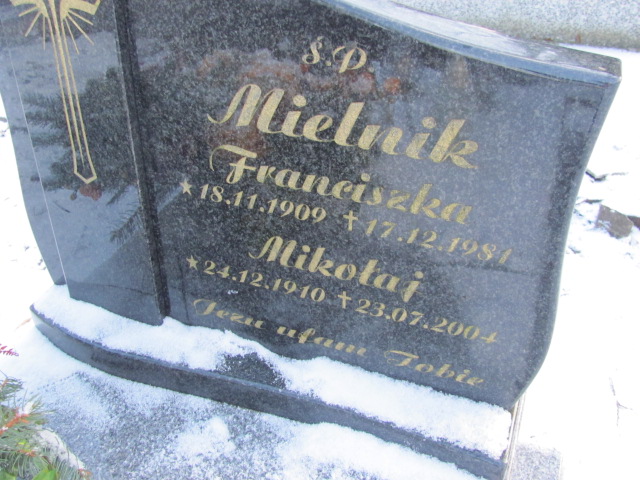 Ś.P
Mielnik
Franciszka
★18.11.1909 ✝17.12.1981
Mikołaj
★24.12.1910 ✝23.07.2004
Jezu ufam Tobie